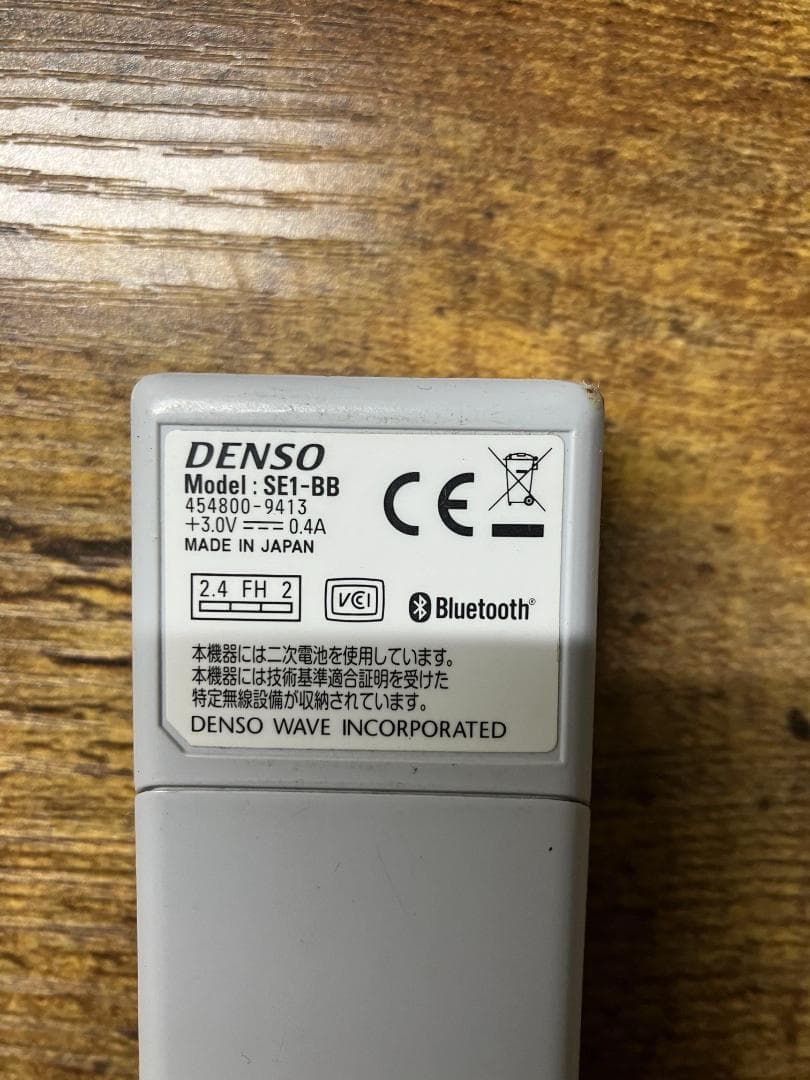 DENSO
Model : SE1-BB
454800-9413
+3.0V ⎓ 0.4A
MADE IN JAPAN
CE
2.4 FH 2
VCI
Bluetooth®
本機器には二次電池を使用しています。
本機器には技術基準適合証明を受けた
特定無線設備が収納されています。
DENSO WAVE INCORPORATED